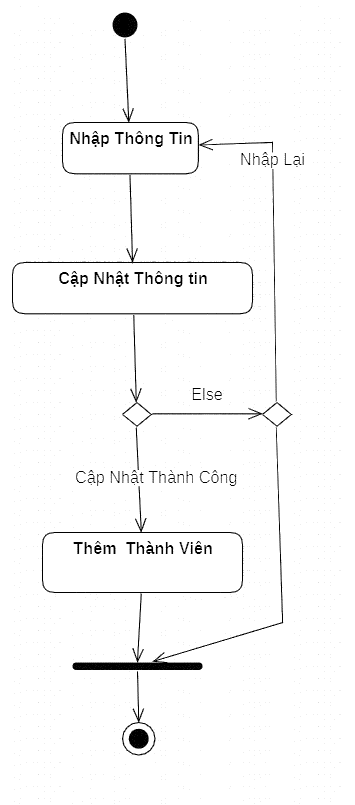 Nhập Thông Tin
Nhập Lại
Cập Nhật Thông tin
Else
Cập Nhật Thành Công
Thêm Thành Viên